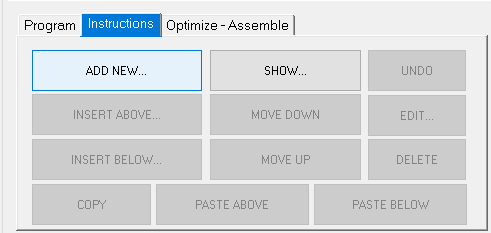 Program Instructions Optimize - Assemble
ADD NEW... SHOW... UNDO
INSERT ABOVE... MOVE DOWN EDIT...
INSERT BELOW... MOVE UP DELETE
COPY PASTE ABOVE PASTE BELOW